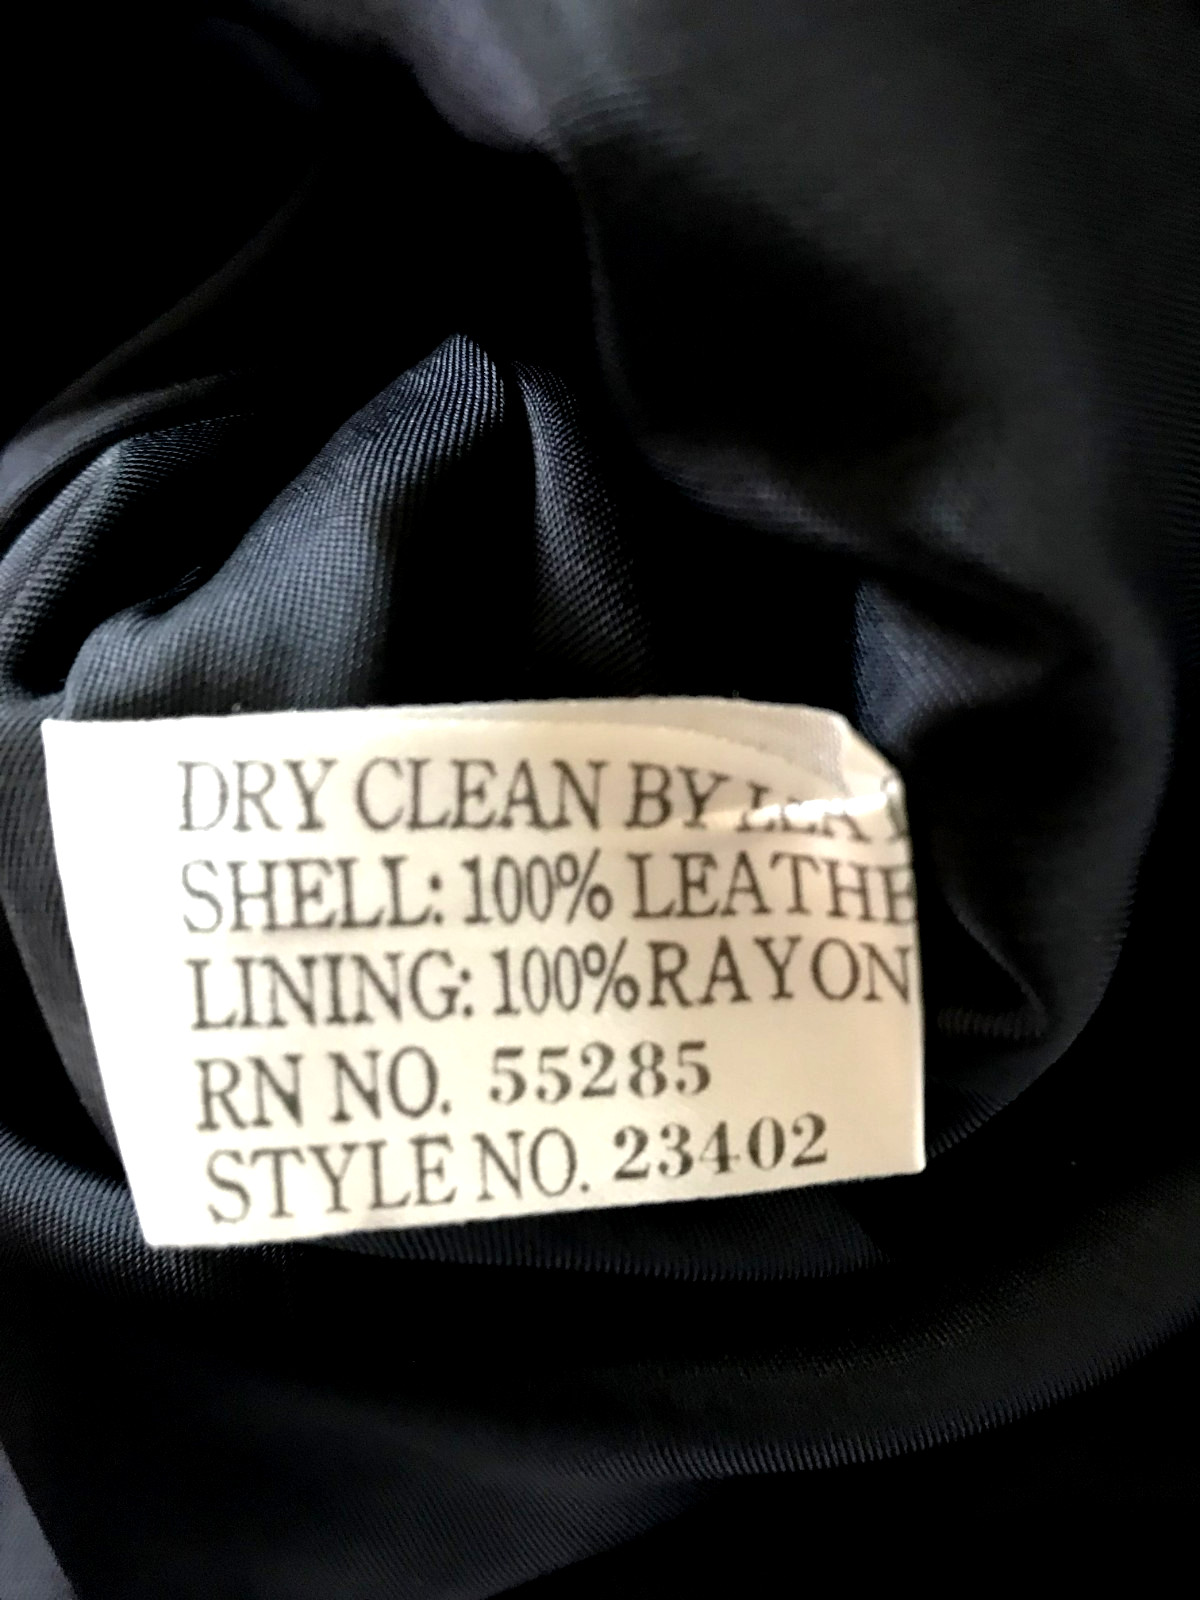 DRY CLEAN BY
SHELL: 100% LEATHE
LINING: 100%RAYON
RN NO. 55285
STYLE NO. 23402